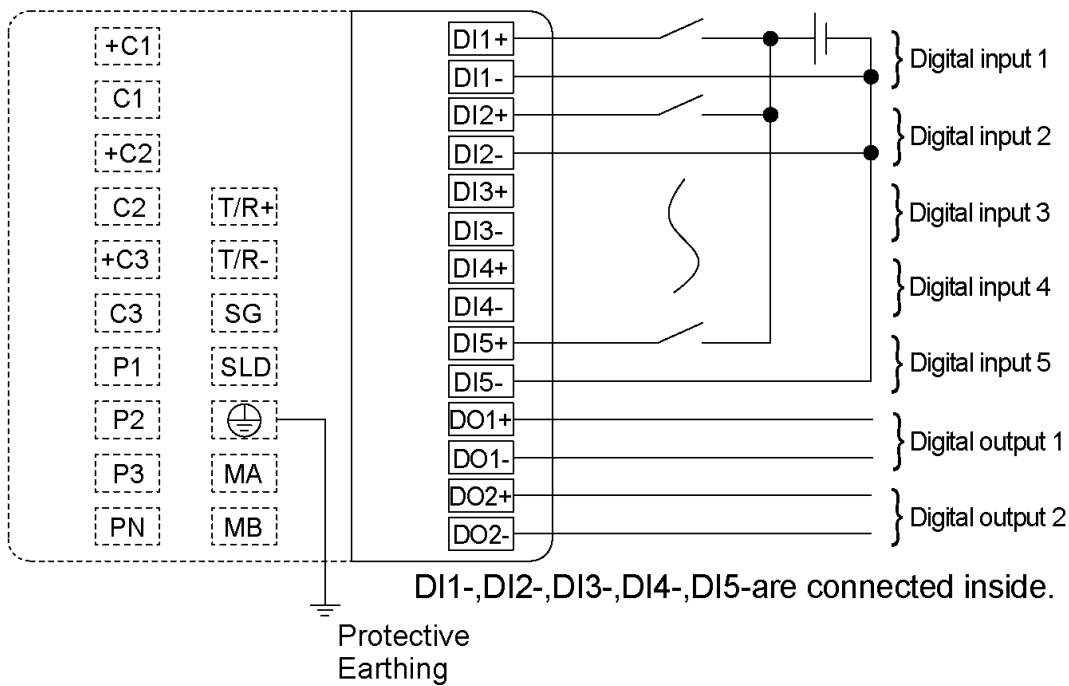 +C1
C1
+C2
C2
+C3
C3
P1
P2
P3
PN
T/R+
T/R-
SG
SLD
MA
MB
DI1+
DI1-
DI2+
DI2-
DI3+
DI3-
DI4+
DI4-
DI5+
DI5-
DO1+
DO1-
DO2+
DO2-
Digital input 1
Digital input 2
Digital input 3
Digital input 4
Digital input 5
Digital output 1
Digital output 2
DI1-,DI2-,DI3-,DI4-,DI5-are connected inside.
Protective
Earthing